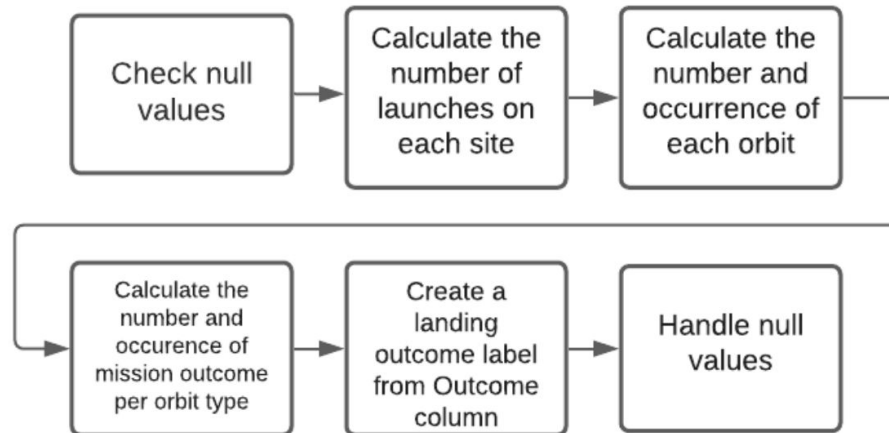 Check null
values
Calculate the
number of
launches on
each site
Calculate the
number and
occurrence of
each orbit
Calculate the
number and
occurence of
mission outcome
per orbit type
Create a
landing
outcome label
from Outcome
column
Handle null
values